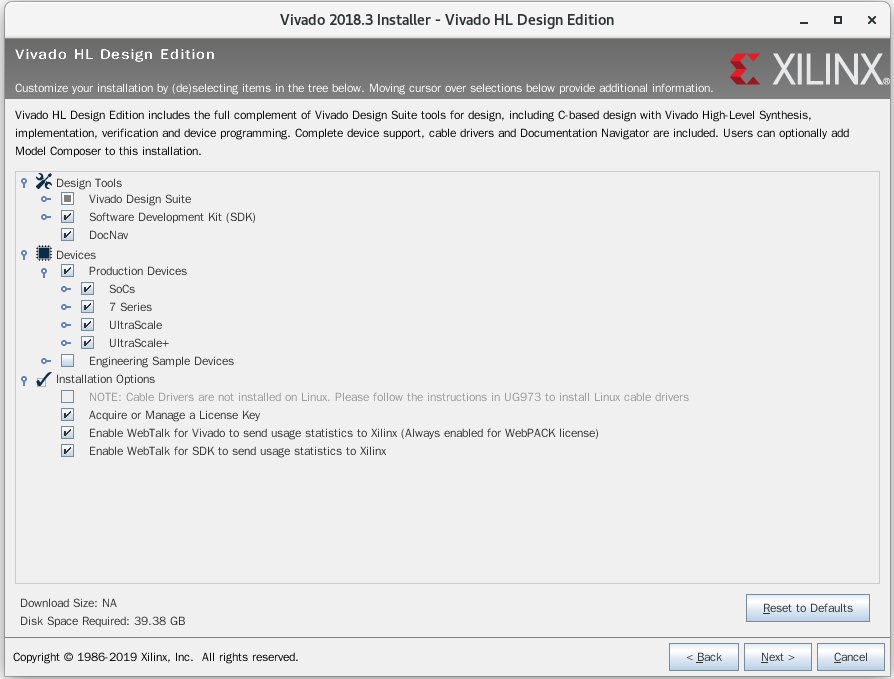 Vivado 2018.3 Installer - Vivado HL Design Edition
Vivado HL Design Edition
Customize your installation by (de)selecting items in the tree below. Moving cursor over selections below provide additional information.
XILINX®
Vivado HL Design Edition includes the full complement of Vivado Design Suite tools for design, including C-based design with Vivado High-Level Synthesis,
implementation, verification and device programming. Complete device support, cable drivers and Documentation Navigator are included. Users can optionally add
Model Composer to this installation.
Design Tools
Vivado Design Suite
Software Development Kit (SDK)
DocNav
Devices
Production Devices
SoCs
7 Series
UltraScale
UltraScale+
Engineering Sample Devices
Installation Options
NOTE: Cable Drivers are not installed on Linux. Please follow the instructions in UG973 to install Linux cable drivers
Acquire or Manage a License Key
Enable WebTalk for Vivado to send usage statistics to Xilinx (Always enabled for WebPACK license)
Enable WebTalk for SDK to send usage statistics to Xilinx
Download Size: NA
Disk Space Required: 39.38 GB
Reset to Defaults
Copyright © 1986-2019 Xilinx, Inc. All rights reserved.
< Back
Next >
Cancel